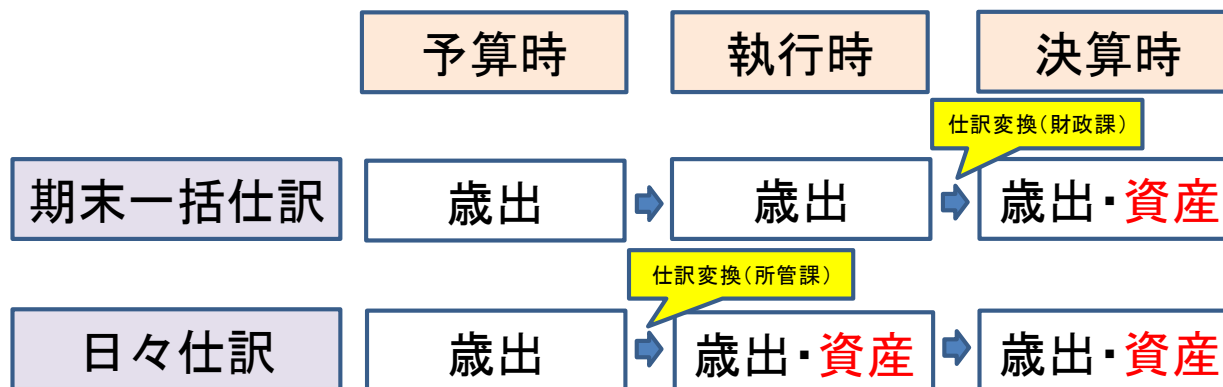 予算時
執行時
決算時
仕訳変換(財政課)
期末一括仕訳
歳出
歳出
歳出・資産
仕訳変換(所管課)
日々仕訳
歳出
歳出・資産
歳出・資産